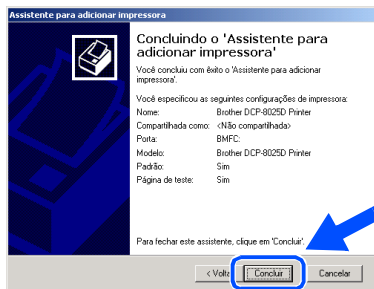 Assistente para adicionar impressora
Concluindo o 'Assistente para
adicionar impressora'
Você concluiu com êxito o 'Assistente para adicionar
impressora'.
Você especificou as seguintes configurações de impressora:
Nome: Brother DCP-8025D Printer
Compartilhada como: <Não compartilhada>
Porta: BMFC:
Modelo: Brother DCP-8025D Printer
Padrão: Sim
Página de teste: Sim
Para fechar este assistente, clique em 'Concluir'.
< Volta Concluir Cancelar